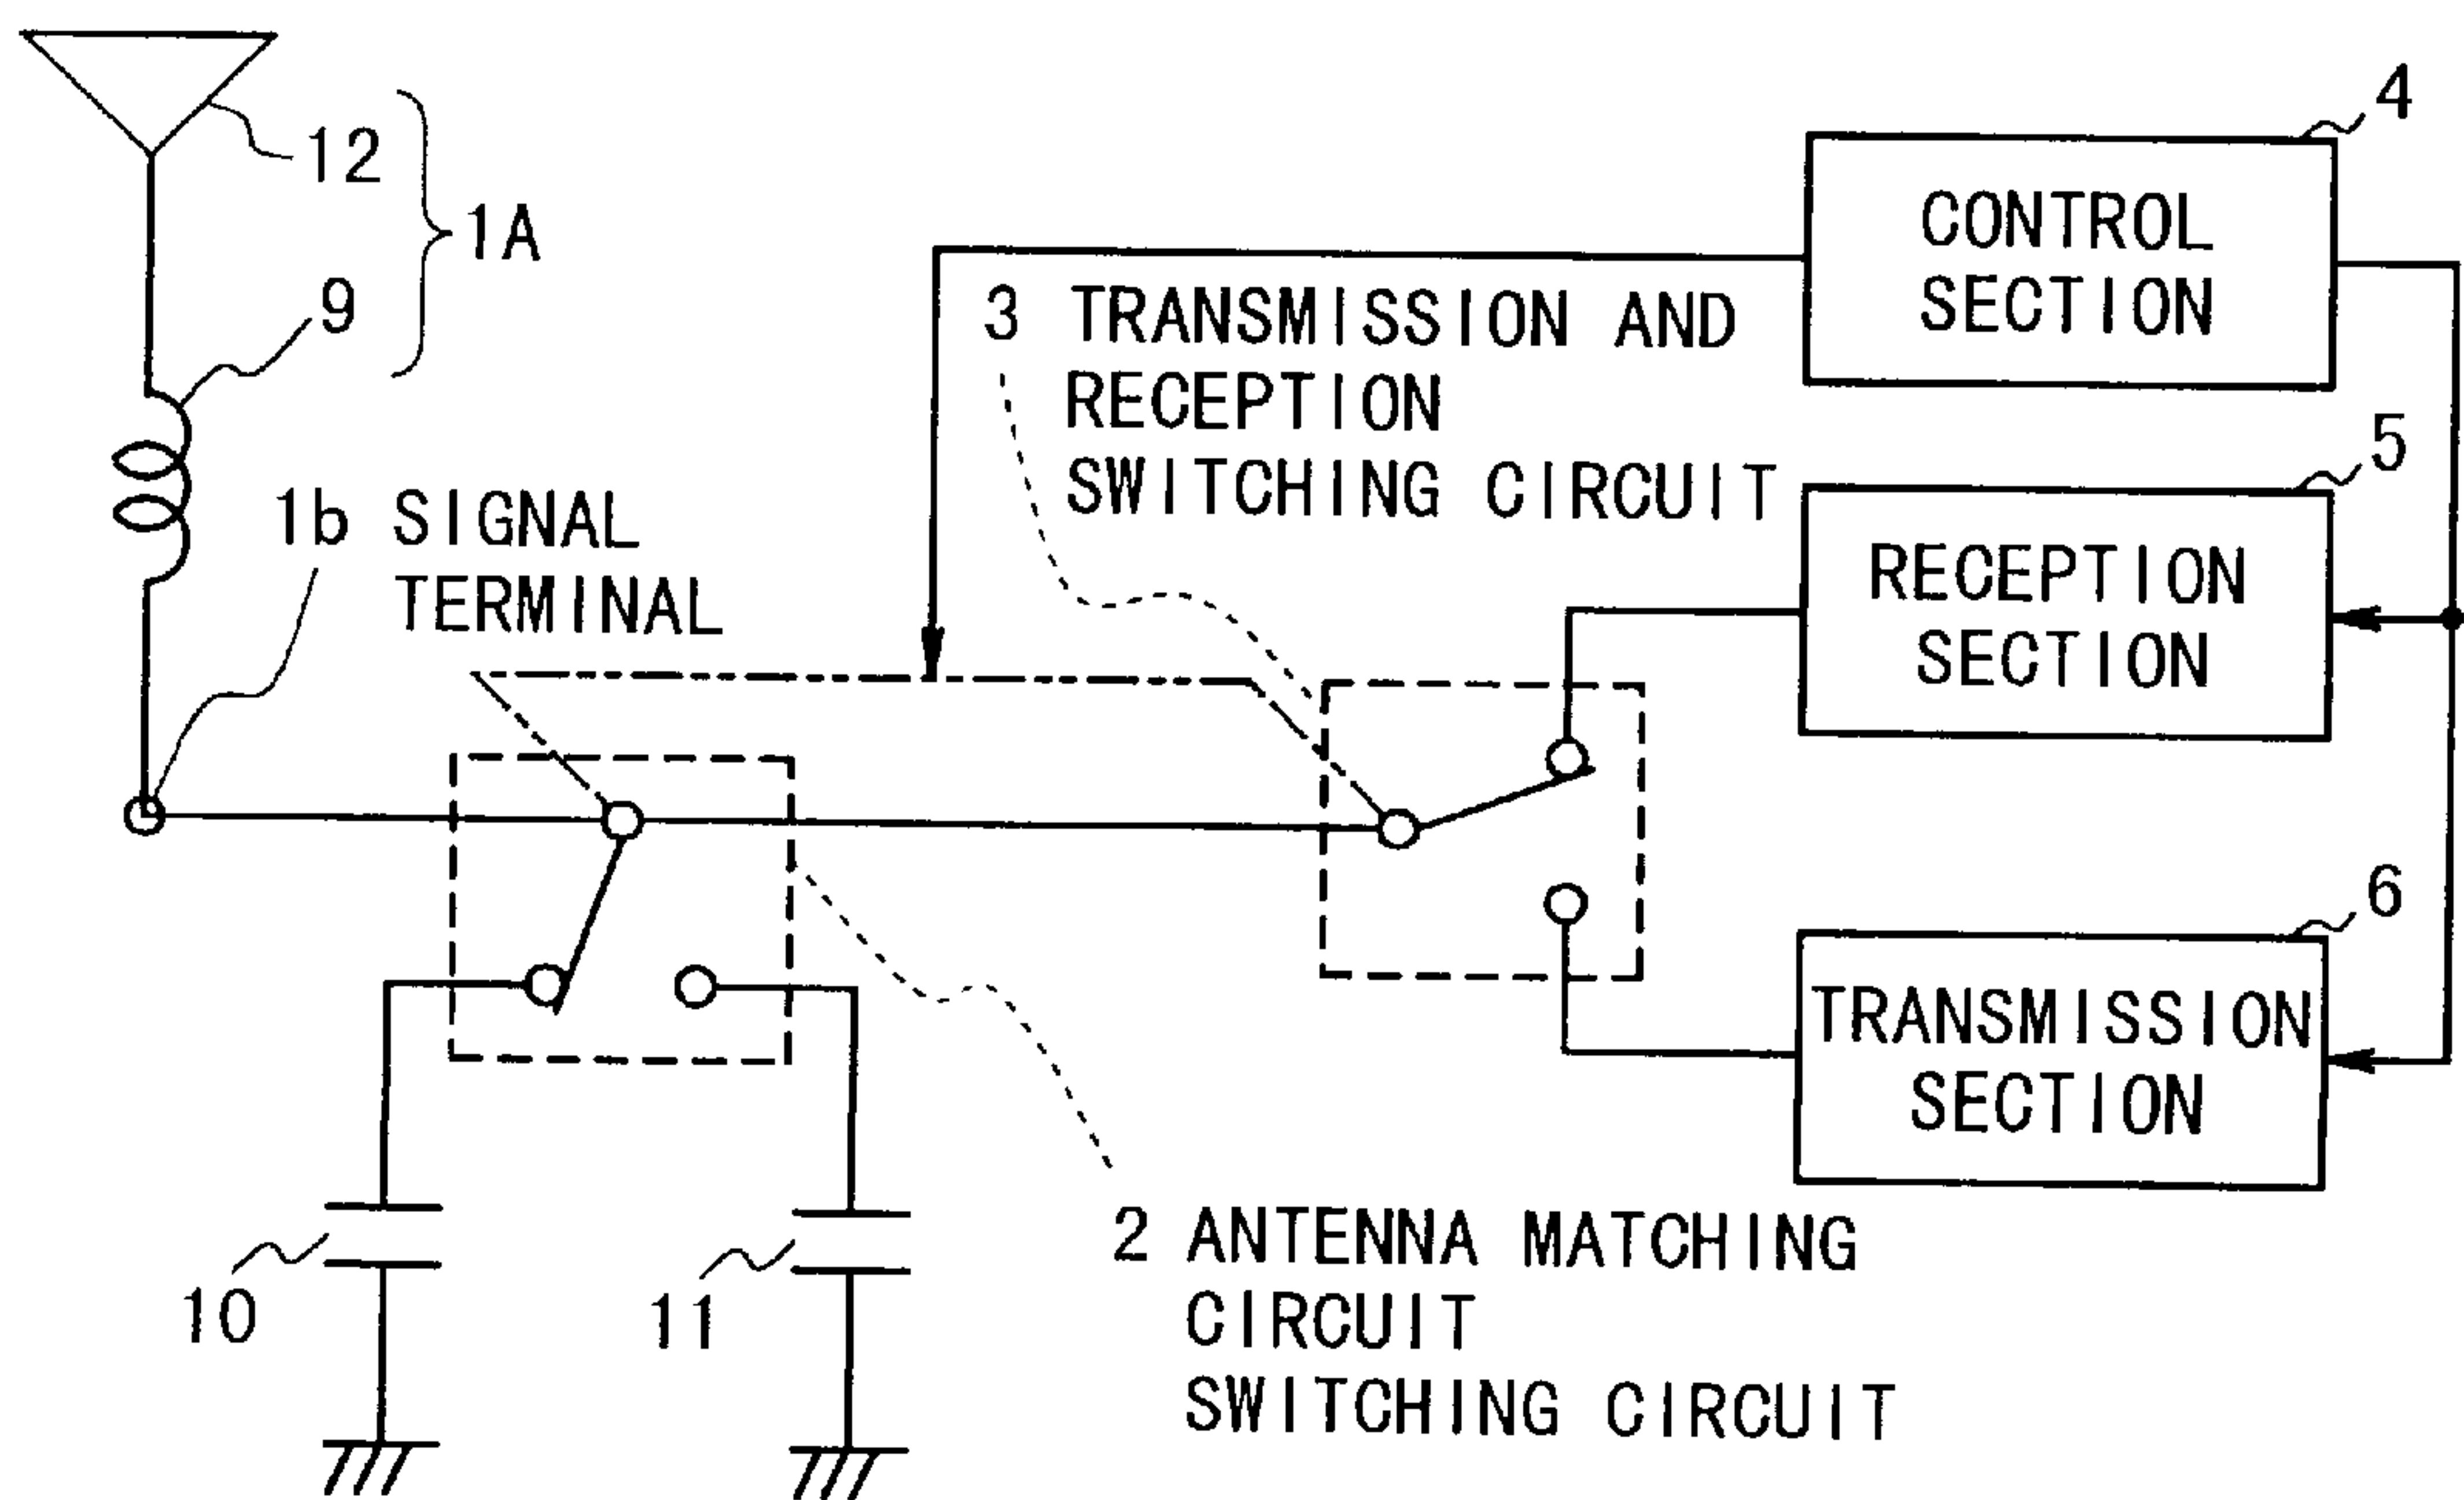 12
1A
9
1b SIGNAL
TERMINAL
3 TRANSMISSION AND
RECEPTION
SWITCHING CIRCUIT
4
CONTROL
SECTION
5
RECEPTION
SECTION
6
TRANSMISSION
SECTION
10
11
2 ANTENNA MATCHING
CIRCUIT
SWITCHING CIRCUIT